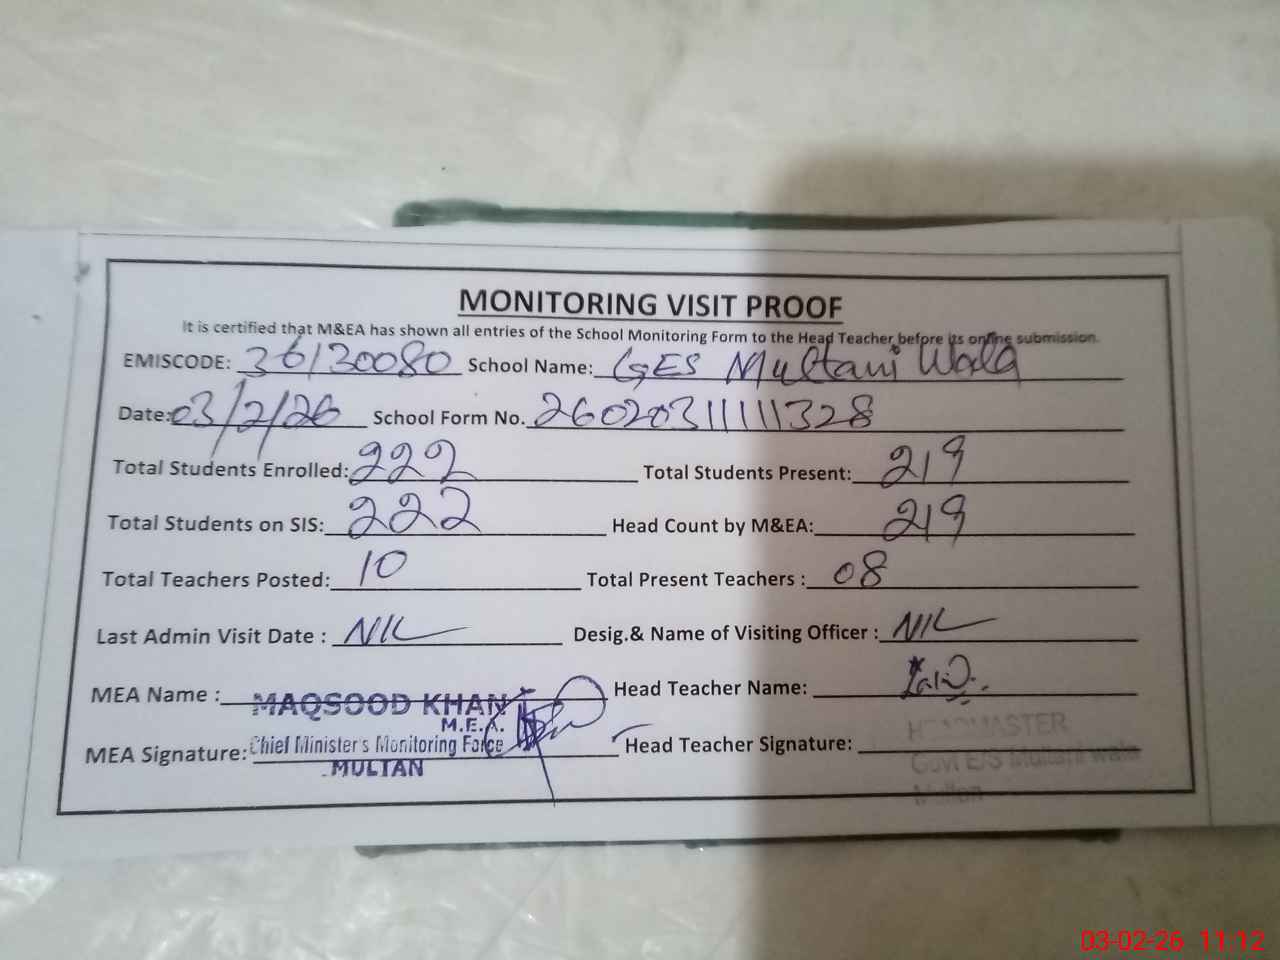 MONITORING VISIT PROOF
It is certified that M&EA has shown all entries of the School Monitoring Form to the Head Teacher before its online submission.
EMISCODE: 36130080 School Name: GES Multani Wala
Date: 03/2/26 School Form No. 26020311111328
Total Students Enrolled: 222 Total Students Present: 219
Total Students on SIS: 222 Head Count by M&EA: 219
Total Teachers Posted: 10 Total Present Teachers : 08
Last Admin Visit Date : NIL Desig.& Name of Visiting Officer : NIL
MEA Name : MAQSOOD KHAN Head Teacher Name:
M.E.A.
MEA Signature: Chief Minister's Monitoring Force Head Teacher Signature: HEADMASTER
MULTAN Govt E/S Multani wala
Multan
03-02-26 11:12